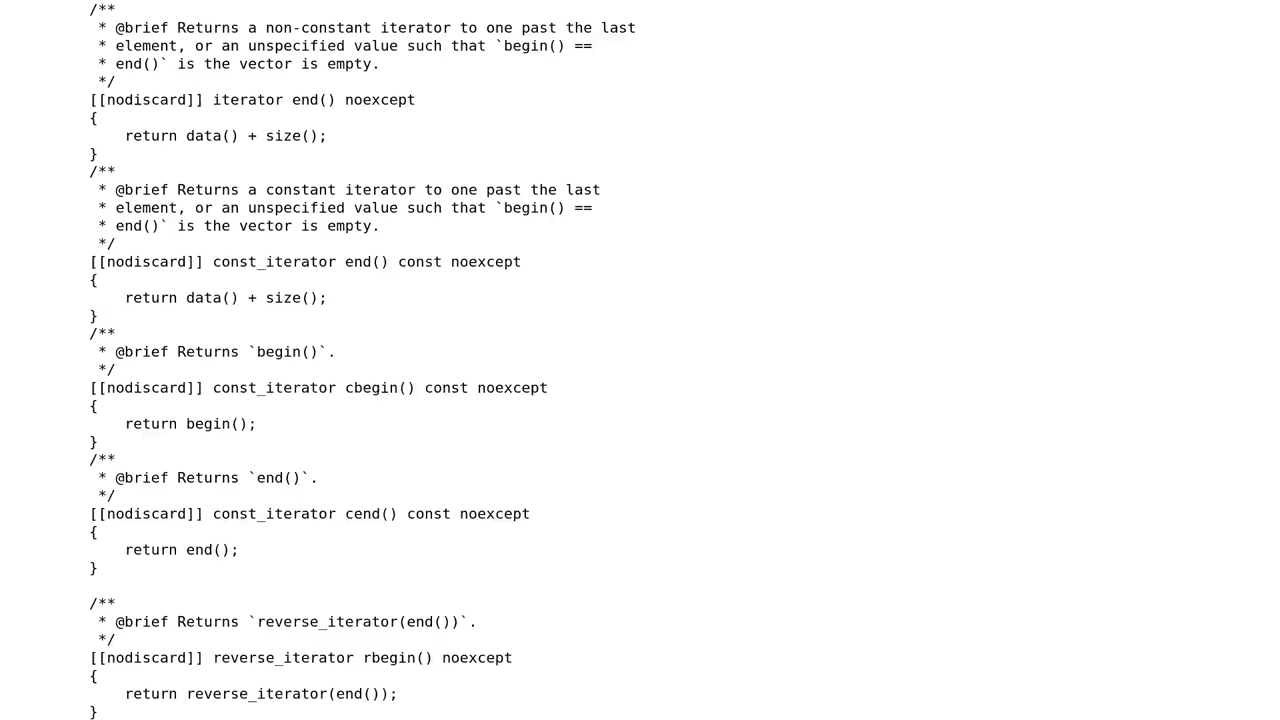 /**
 * @brief Returns a non-constant iterator to one past the last
 * element, or an unspecified value such that `begin() ==
 * end()` is the vector is empty.
 */
[[nodiscard]] iterator end() noexcept
{
    return data() + size();
}
/**
 * @brief Returns a constant iterator to one past the last
 * element, or an unspecified value such that `begin() ==
 * end()` is the vector is empty.
 */
[[nodiscard]] const_iterator end() const noexcept
{
    return data() + size();
}
/**
 * @brief Returns `begin()`.
 */
[[nodiscard]] const_iterator cbegin() const noexcept
{
    return begin();
}
/**
 * @brief Returns `end()`.
 */
[[nodiscard]] const_iterator cend() const noexcept
{
    return end();
}

/**
 * @brief Returns `reverse_iterator(end())`.
 */
[[nodiscard]] reverse_iterator rbegin() noexcept
{
    return reverse_iterator(end());
}